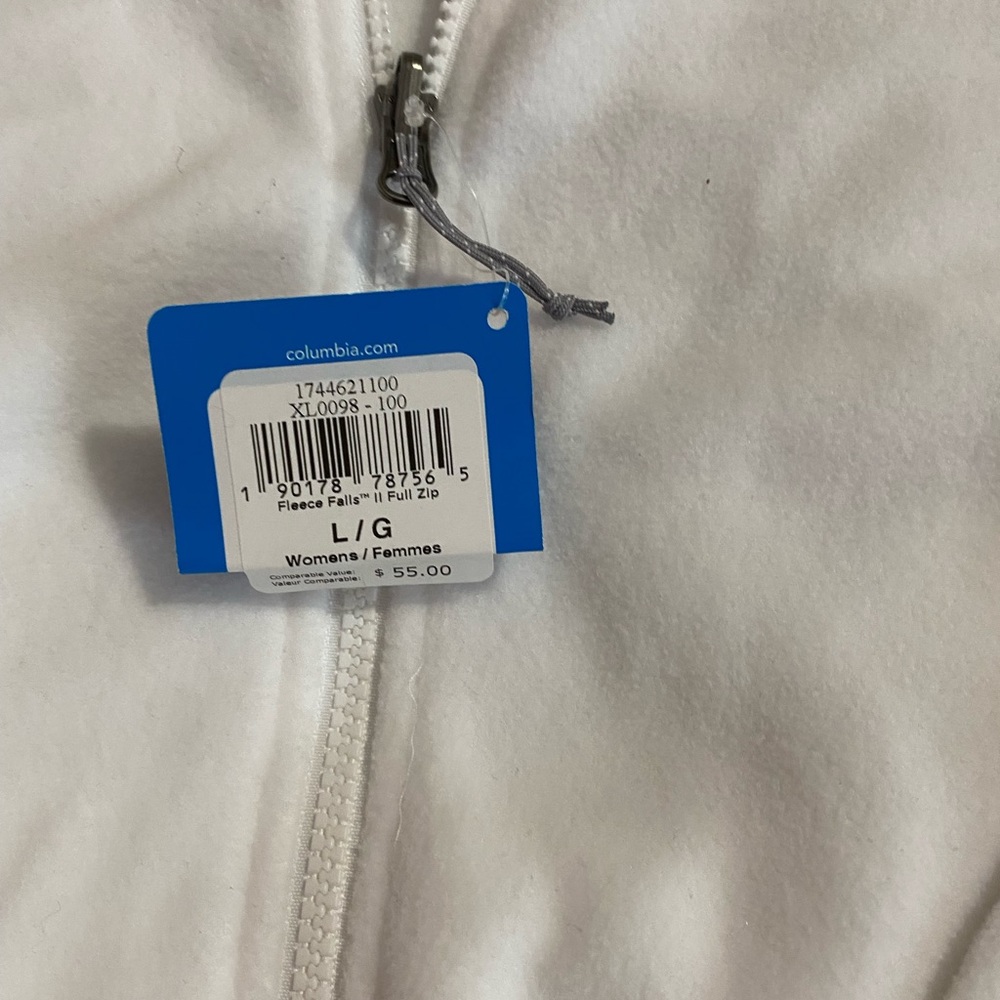 columbia.com
1744621100
XL0098 - 100
1 90178 78756 5
Fleece Falls™ II Full Zip
L / G
Womens / Femmes
Comparable Value:
Valeur Comparable: $ 55.00